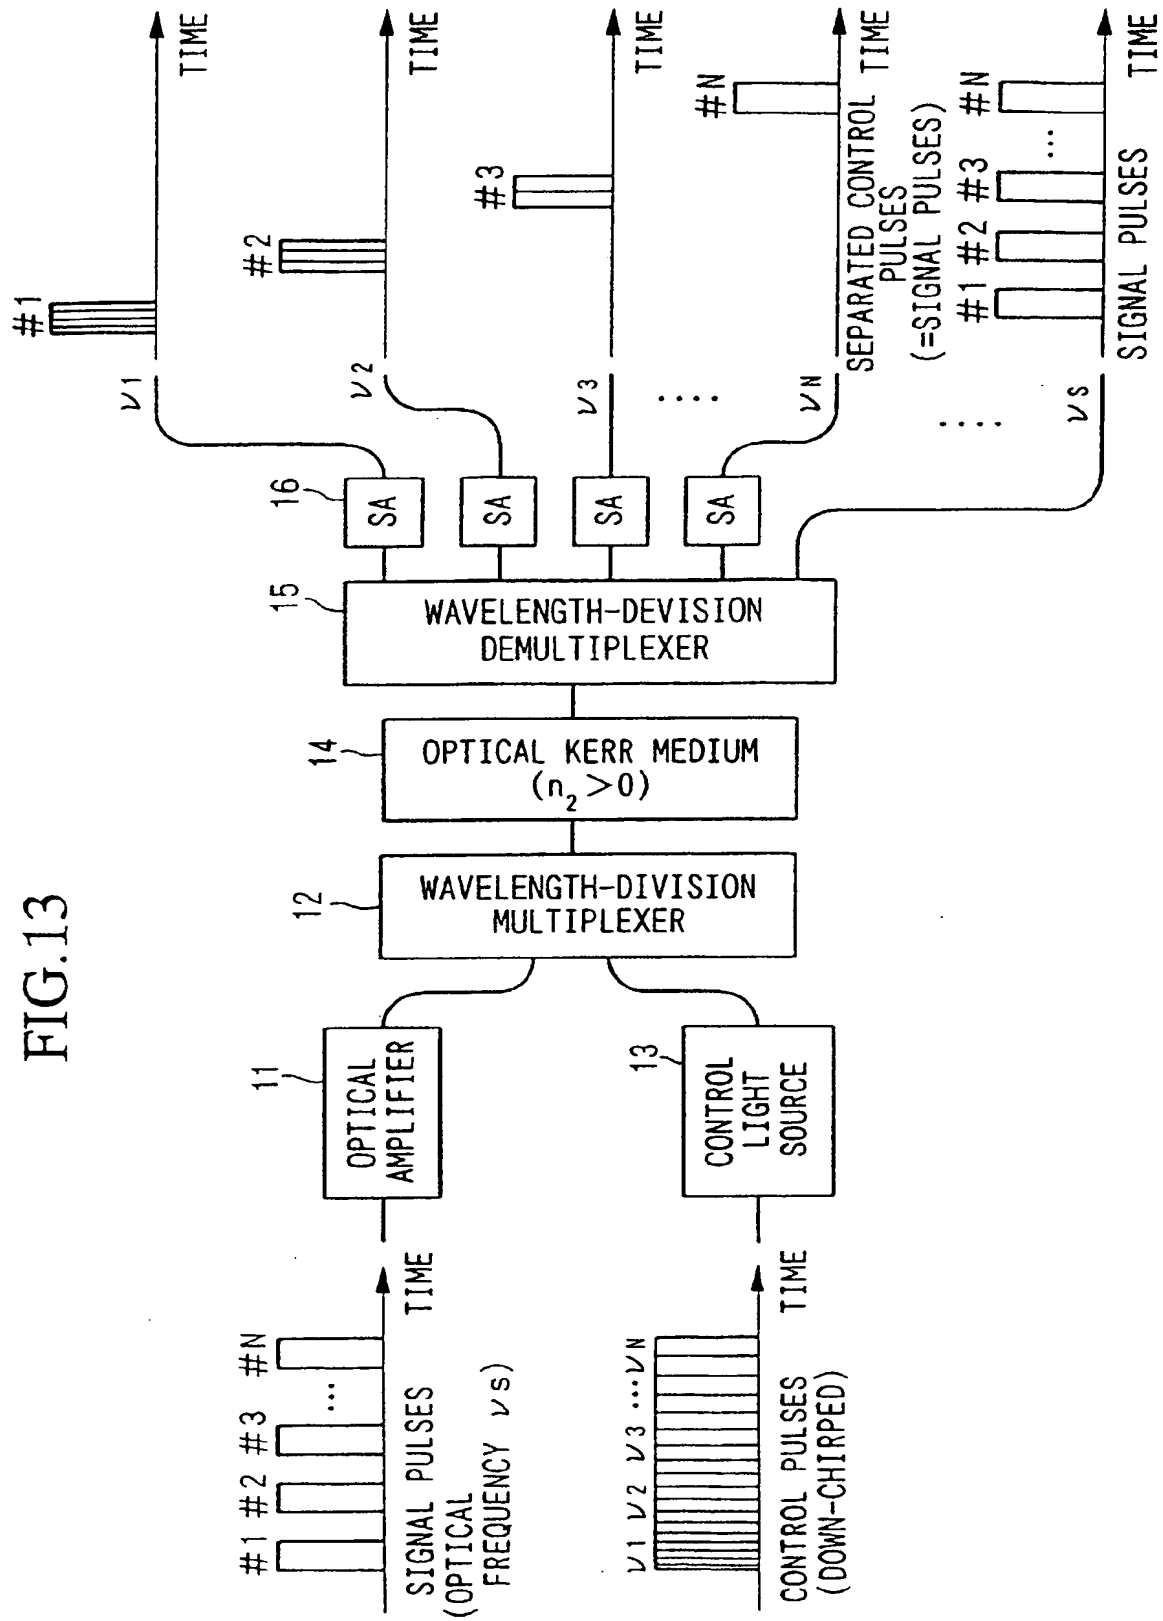 FIG.13
#1 #2 #3 ... #N
TIME
SIGNAL PULSES
(OPTICAL
FREQUENCY νs)
ν1 ν2 ν3 ...νN
TIME
CONTROL PULSES
(DOWN-CHIRPED)
11
OPTICAL
AMPLIFIER
13
CONTROL
LIGHT
SOURCE
12
WAVELENGTH-DIVISION
MULTIPLEXER
14
OPTICAL KERR MEDIUM
(n2>0)
15
WAVELENGTH-DEVISION
DEMULTIPLEXER
16
SA
SA
SA
SA
ν1
#1
TIME
ν2
#2
TIME
ν3
#3
TIME
....
νN
#N
TIME
SEPARATED CONTROL
PULSES
(=SIGNAL PULSES)
....
νs
#1 #2 #3 ... #N
TIME
SIGNAL PULSES